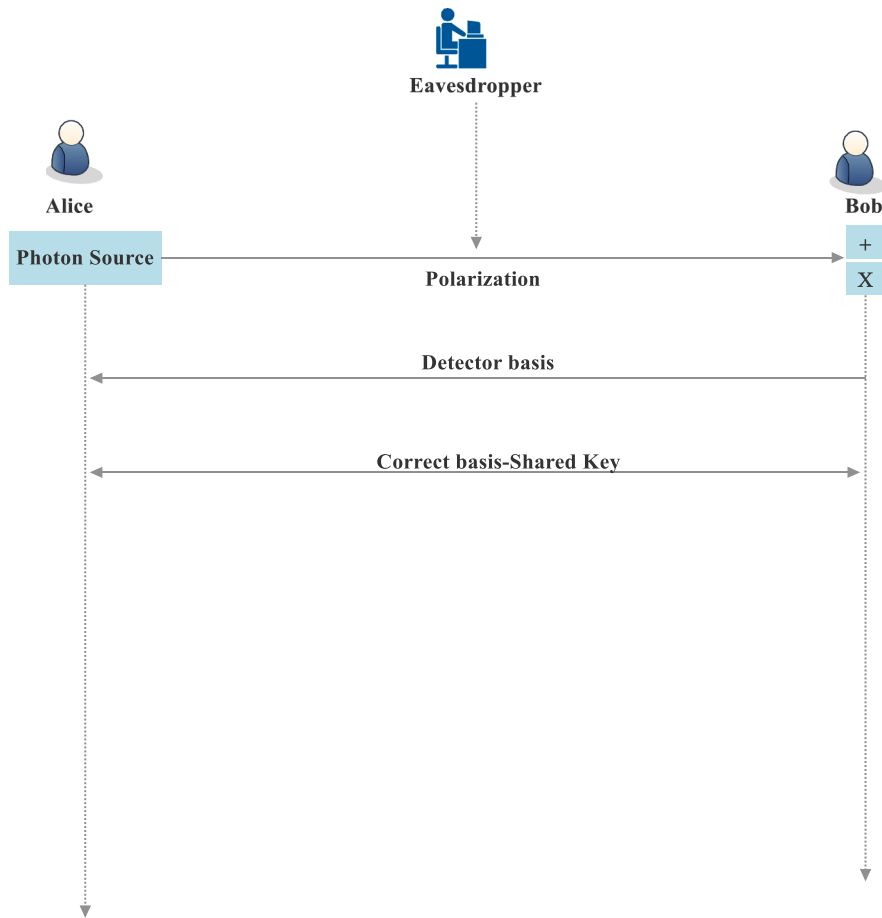 Eavesdropper
Alice
Bob
Photon Source
+
Polarization
X
Detector basis
Correct basis-Shared Key